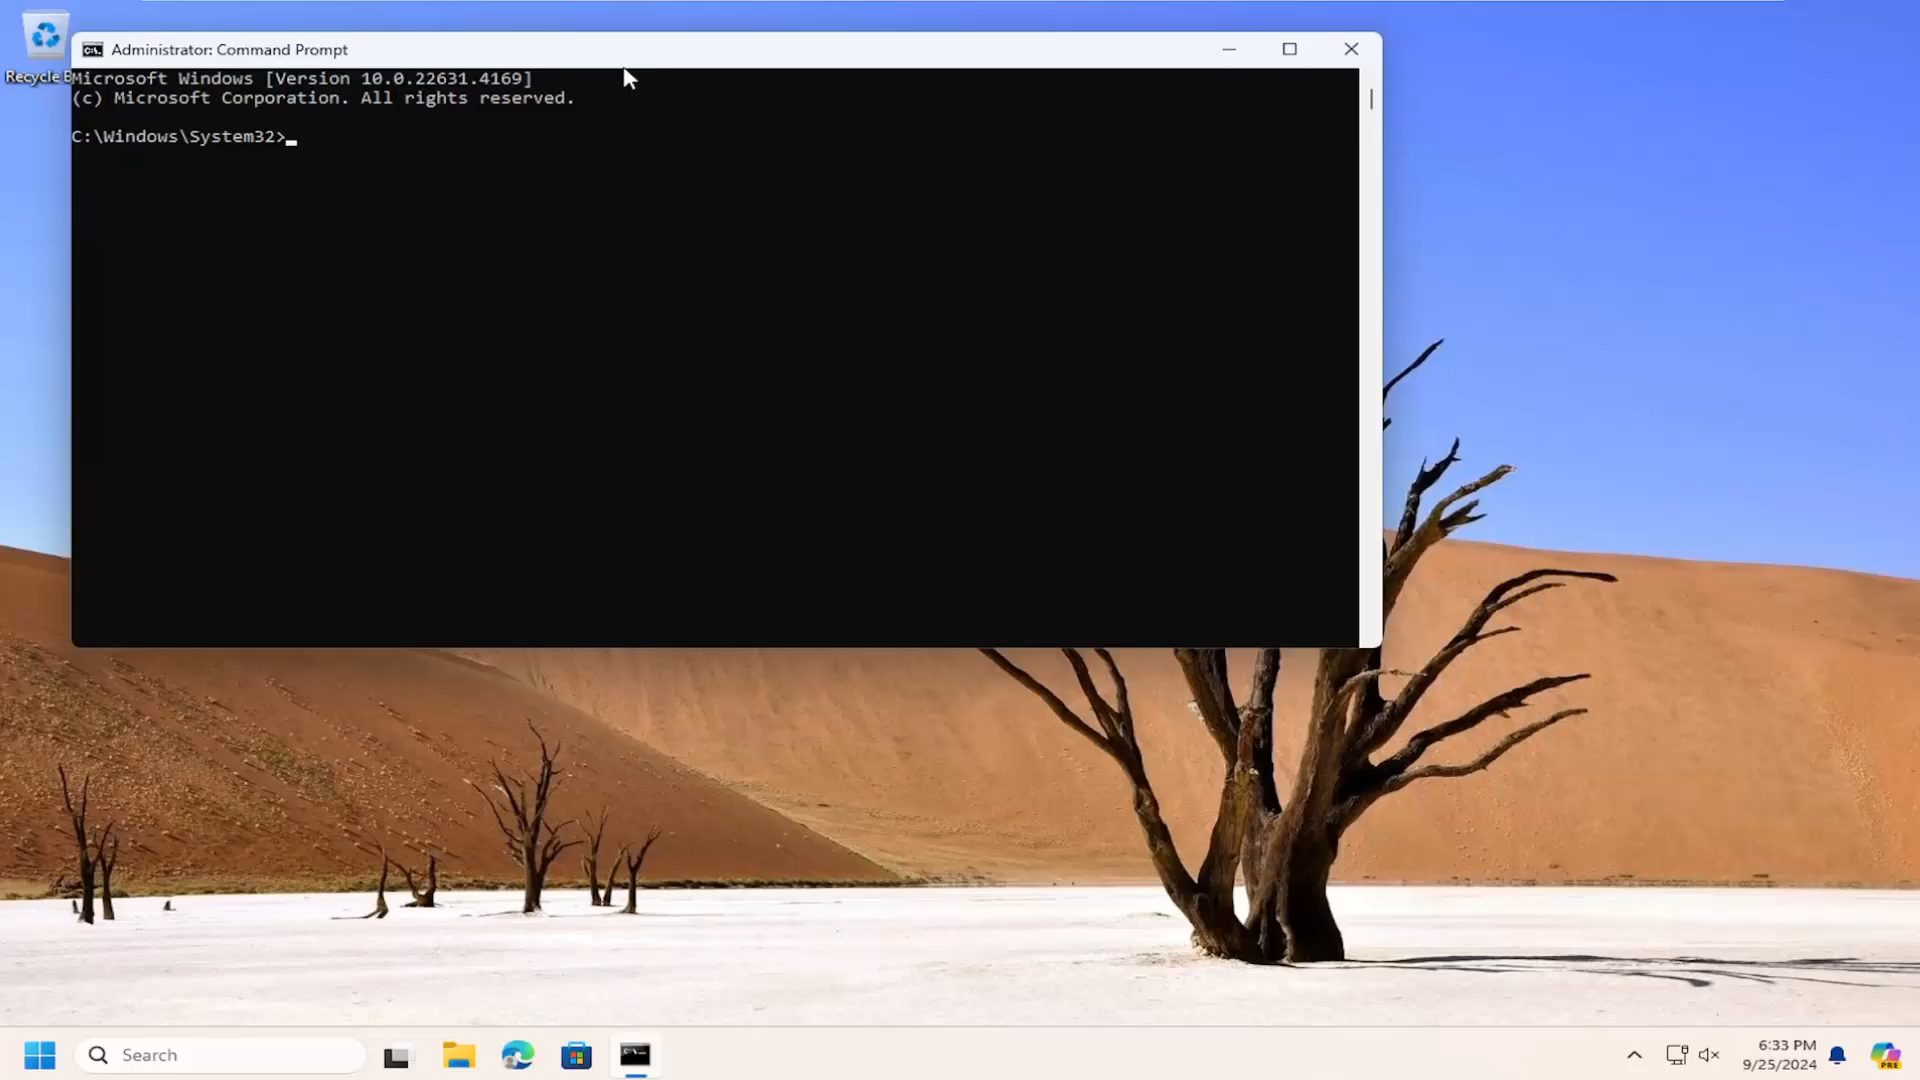 Administrator: Command Prompt
Recycle B
Microsoft Windows [Version 10.0.22631.4169]
(c) Microsoft Corporation. All rights reserved.
C:\Windows\System32>
Search
6:33 PM
9/25/2024
PRE